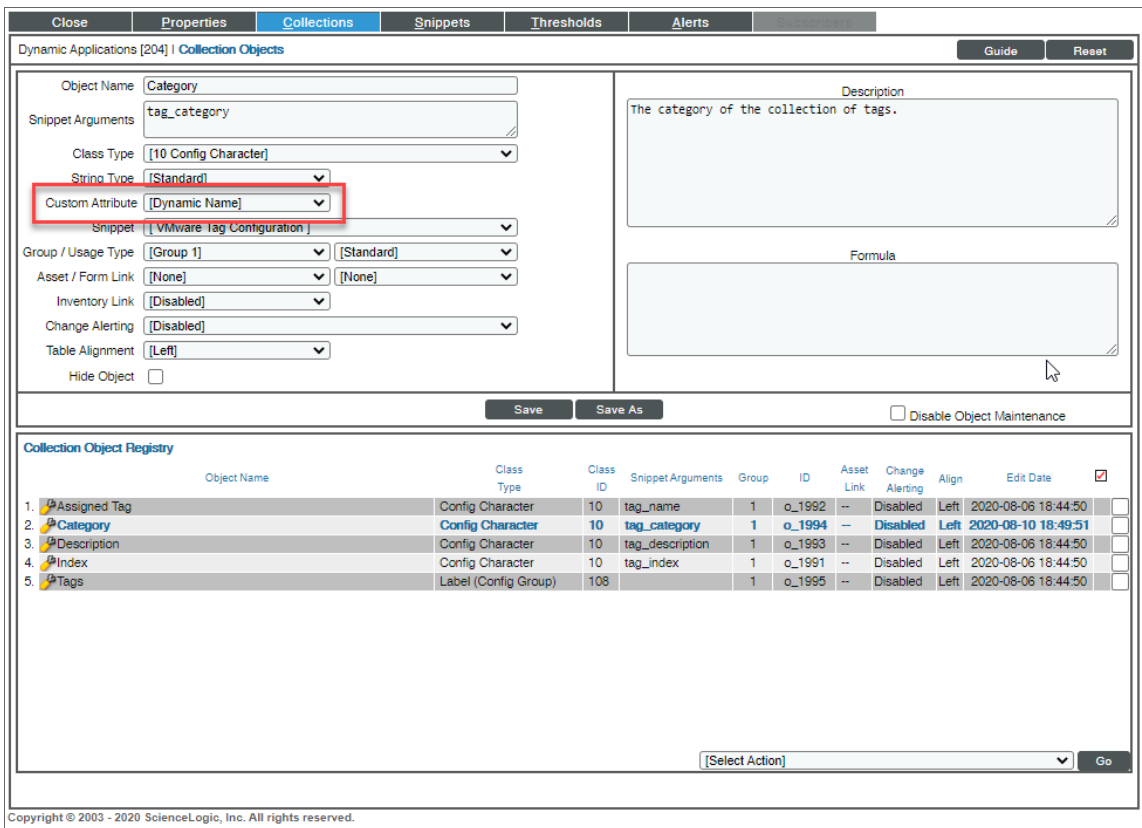 Close Properties Collections Snippets Thresholds Alerts Subscribers
Dynamic Applications [204] | Collection Objects Guide Reset
Object Name Category
Snippet Arguments tag_category
Class Type [10 Config Character]
String Type [Standard]
Custom Attribute [Dynamic Name]
Snippet [ VMware Tag Configuration ]
Group / Usage Type [Group 1] [Standard]
Asset / Form Link [None] [None]
Inventory Link [Disabled]
Change Alerting [Disabled]
Table Alignment [Left]
Hide Object
Description
The category of the collection of tags.
Formula
Save Save As Disable Object Maintenance
Collection Object Registry
Object Name Class Type Class ID Snippet Arguments Group ID Asset Link Change Alerting Align Edit Date
1. Assigned Tag Config Character 10 tag_name 1 o_1992 -- Disabled Left 2020-08-06 18:44:50
2. Category Config Character 10 tag_category 1 o_1994 -- Disabled Left 2020-08-10 18:49:51
3. Description Config Character 10 tag_description 1 o_1993 -- Disabled Left 2020-08-06 18:44:50
4. Index Config Character 10 tag_index 1 o_1991 -- Disabled Left 2020-08-06 18:44:50
5. Tags Label (Config Group) 108 1 o_1995 -- Disabled Left 2020-08-06 18:44:50
[Select Action] Go
Copyright © 2003 - 2020 ScienceLogic, Inc. All rights reserved.